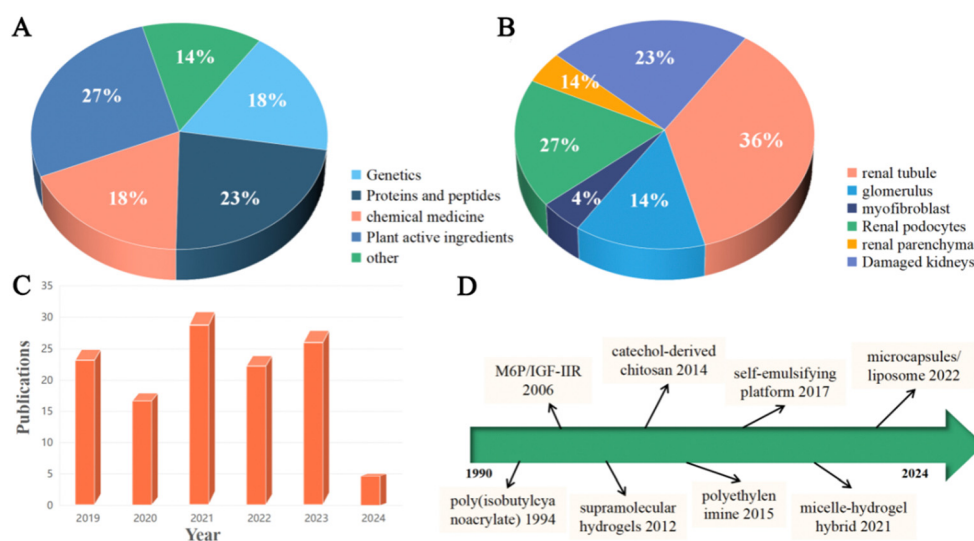 A
14%
18%
27%
18%
23%
Genetics
Proteins and peptides
chemical medicine
Plant active ingredients
other
B
23%
14%
36%
27%
4%
14%
renal tubule
glomerulus
myofibroblast
Renal podocytes
renal parenchyma
Damaged kidneys
C
Publications
35
30
25
20
15
10
5
0
2019
2020
2021
2022
2023
2024
Year
D
M6P/IGF-IIR
2006
catechol-derived
chitosan 2014
self-emulsifying
platform 2017
microcapsules/
liposome 2022
1990
2024
poly(isobutylcya
noacrylate) 1994
supramolecular
hydrogels 2012
polyethylen
imine 2015
micelle-hydrogel
hybrid 2021